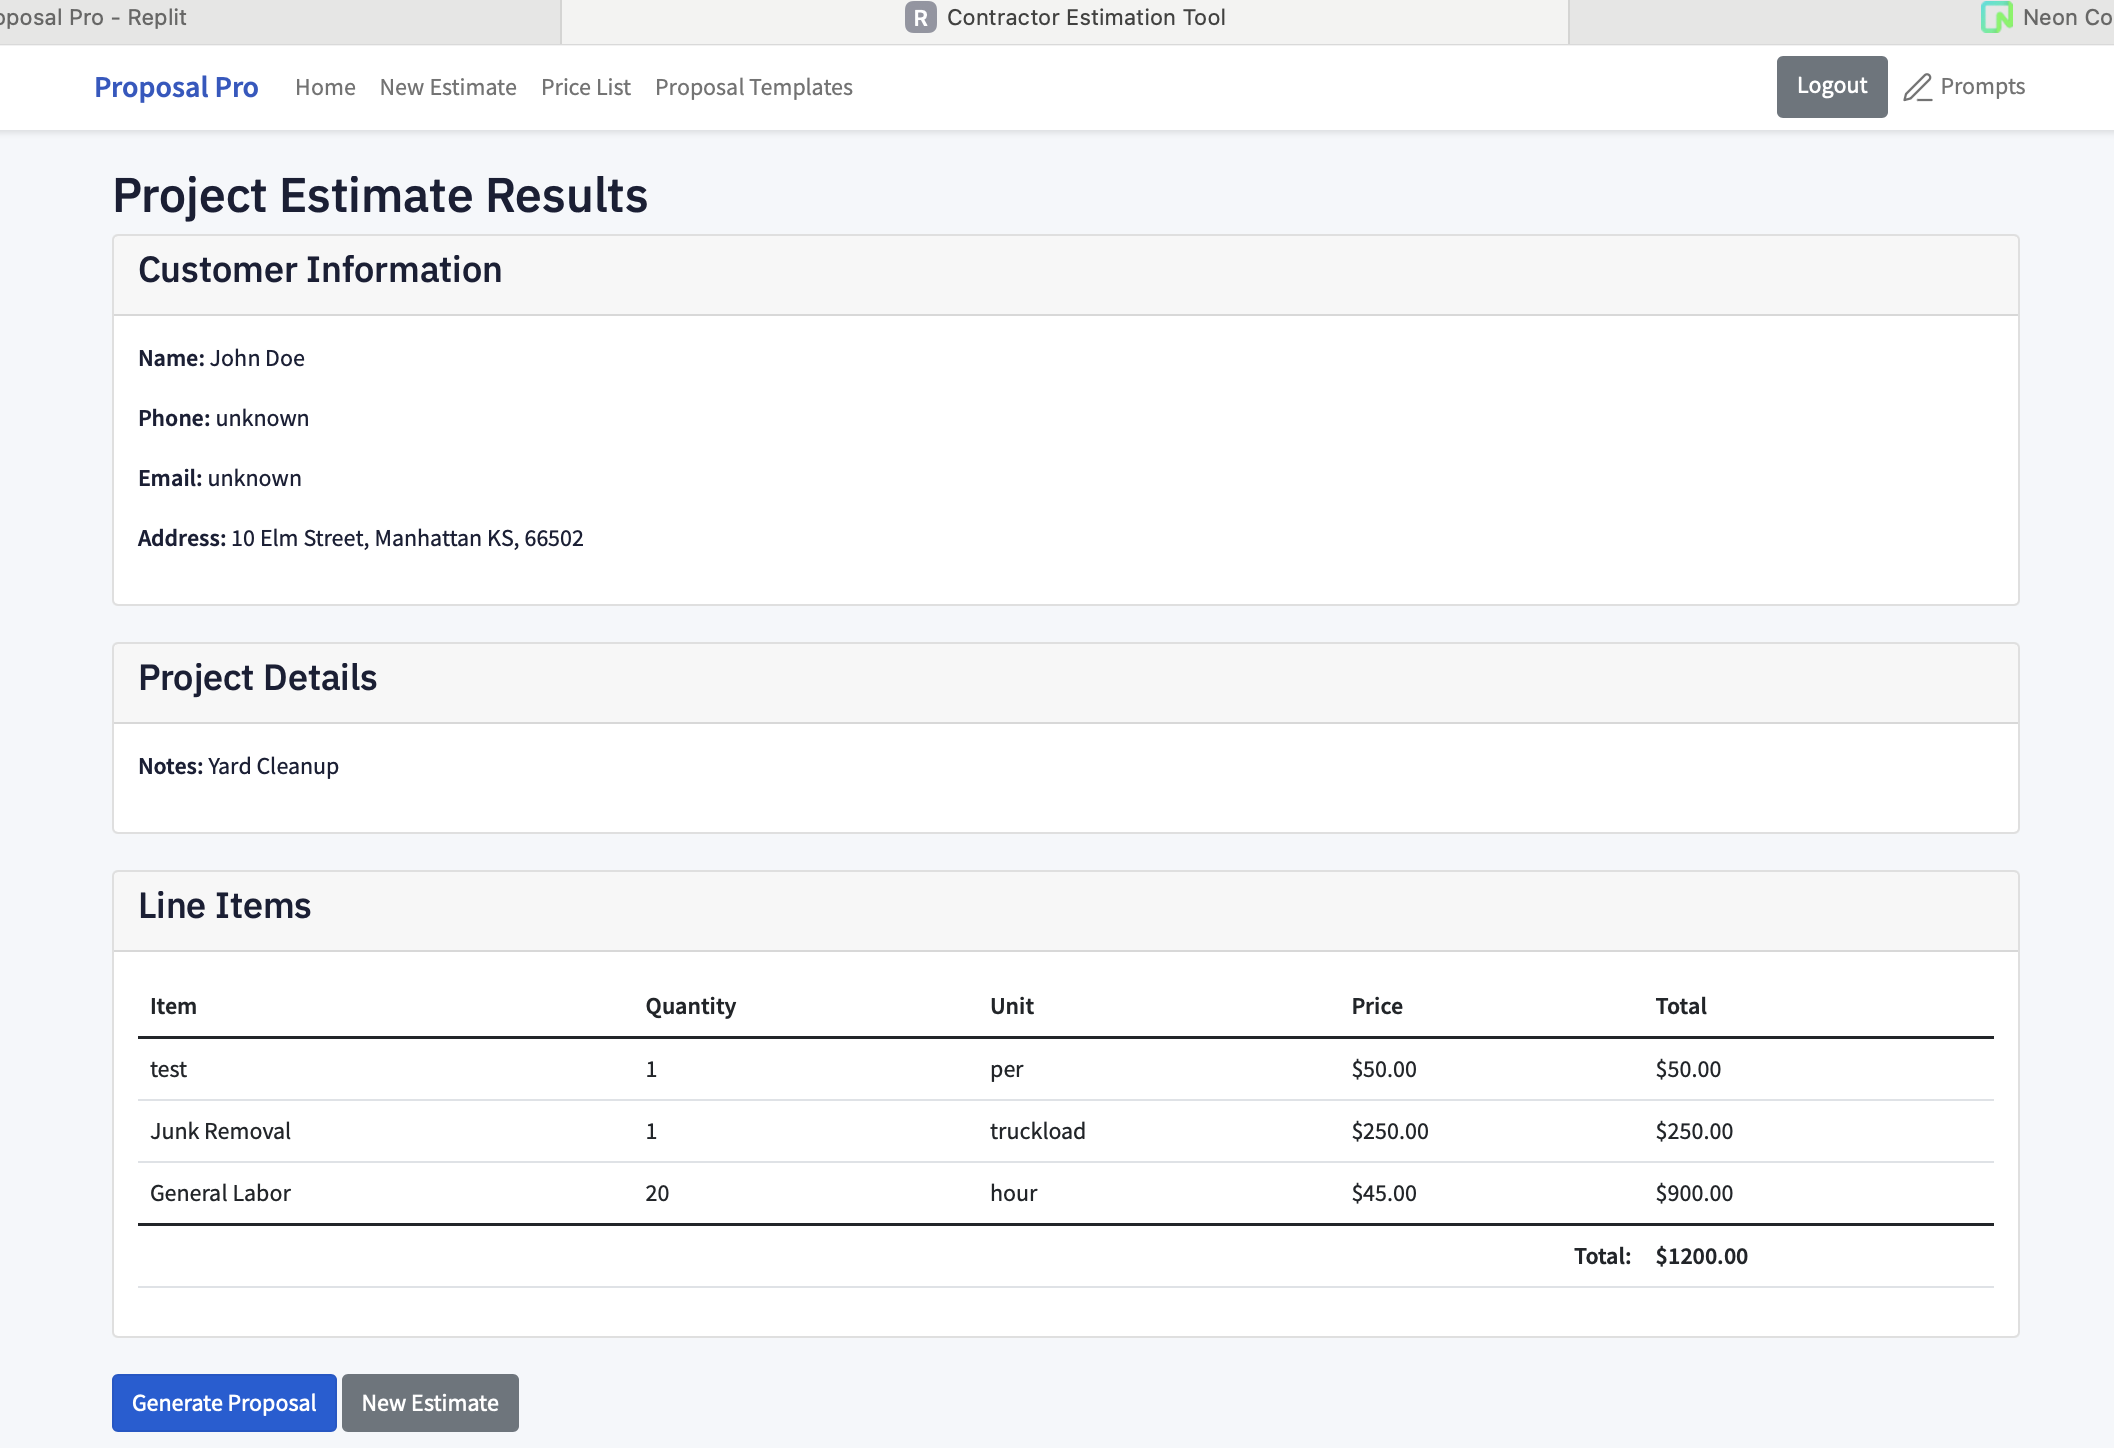 oposal Pro - Replit
R Contractor Estimation Tool
Neon Co
Proposal Pro Home New Estimate Price List Proposal Templates Logout Prompts
Project Estimate Results
Customer Information
Name: John Doe
Phone: unknown
Email: unknown
Address: 10 Elm Street, Manhattan KS, 66502
Project Details
Notes: Yard Cleanup
Line Items
Item Quantity Unit Price Total
test 1 per $50.00 $50.00
Junk Removal 1 truckload $250.00 $250.00
General Labor 20 hour $45.00 $900.00
Total: $1200.00
Generate Proposal New Estimate